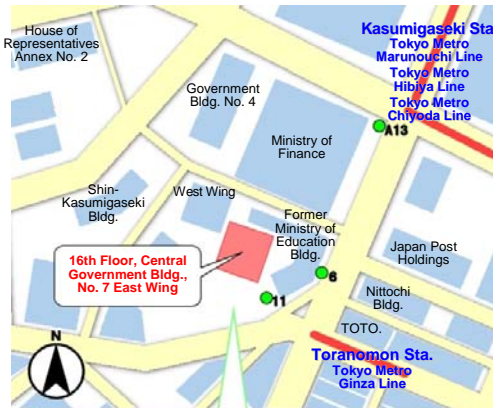 House of
Representatives
Annex No. 2
Kasumigaseki Sta.
Tokyo Metro
Marunouchi Line
Tokyo Metro
Hibiya Line
Tokyo Metro
Chiyoda Line
Government
Bldg. No. 4
A13
Ministry of
Finance
Shin-
Kasumigaseki
Bldg.
West Wing
Former
Ministry of
Education
Bldg.
Japan Post
Holdings
16th Floor, Central
Government Bldg.,
No. 7 East Wing
6
Nittochi
Bldg.
11
TOTO.
N
Toranomon Sta.
Tokyo Metro
Ginza Line